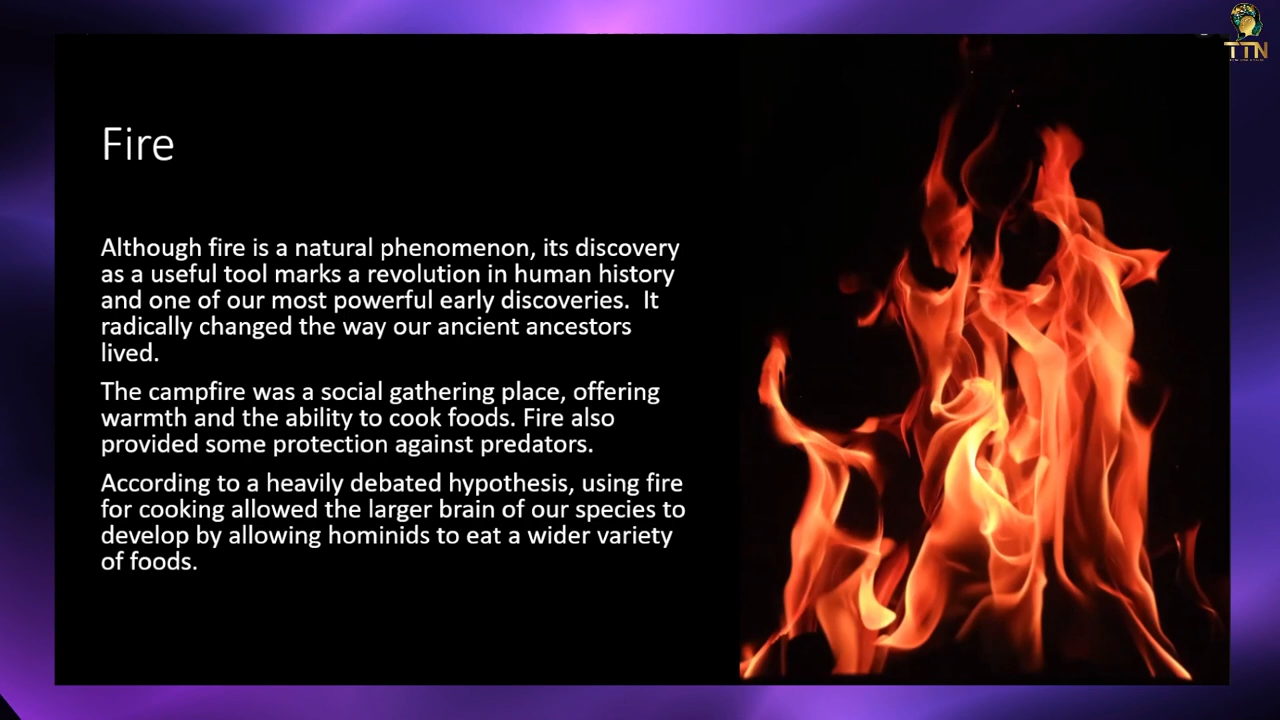 TTN
Fire
Although fire is a natural phenomenon, its discovery
as a useful tool marks a revolution in human history
and one of our most powerful early discoveries.  It
radically changed the way our ancient ancestors
lived.
The campfire was a social gathering place, offering
warmth and the ability to cook foods. Fire also
provided some protection against predators.
According to a heavily debated hypothesis, using fire
for cooking allowed the larger brain of our species to
develop by allowing hominids to eat a wider variety
of foods.